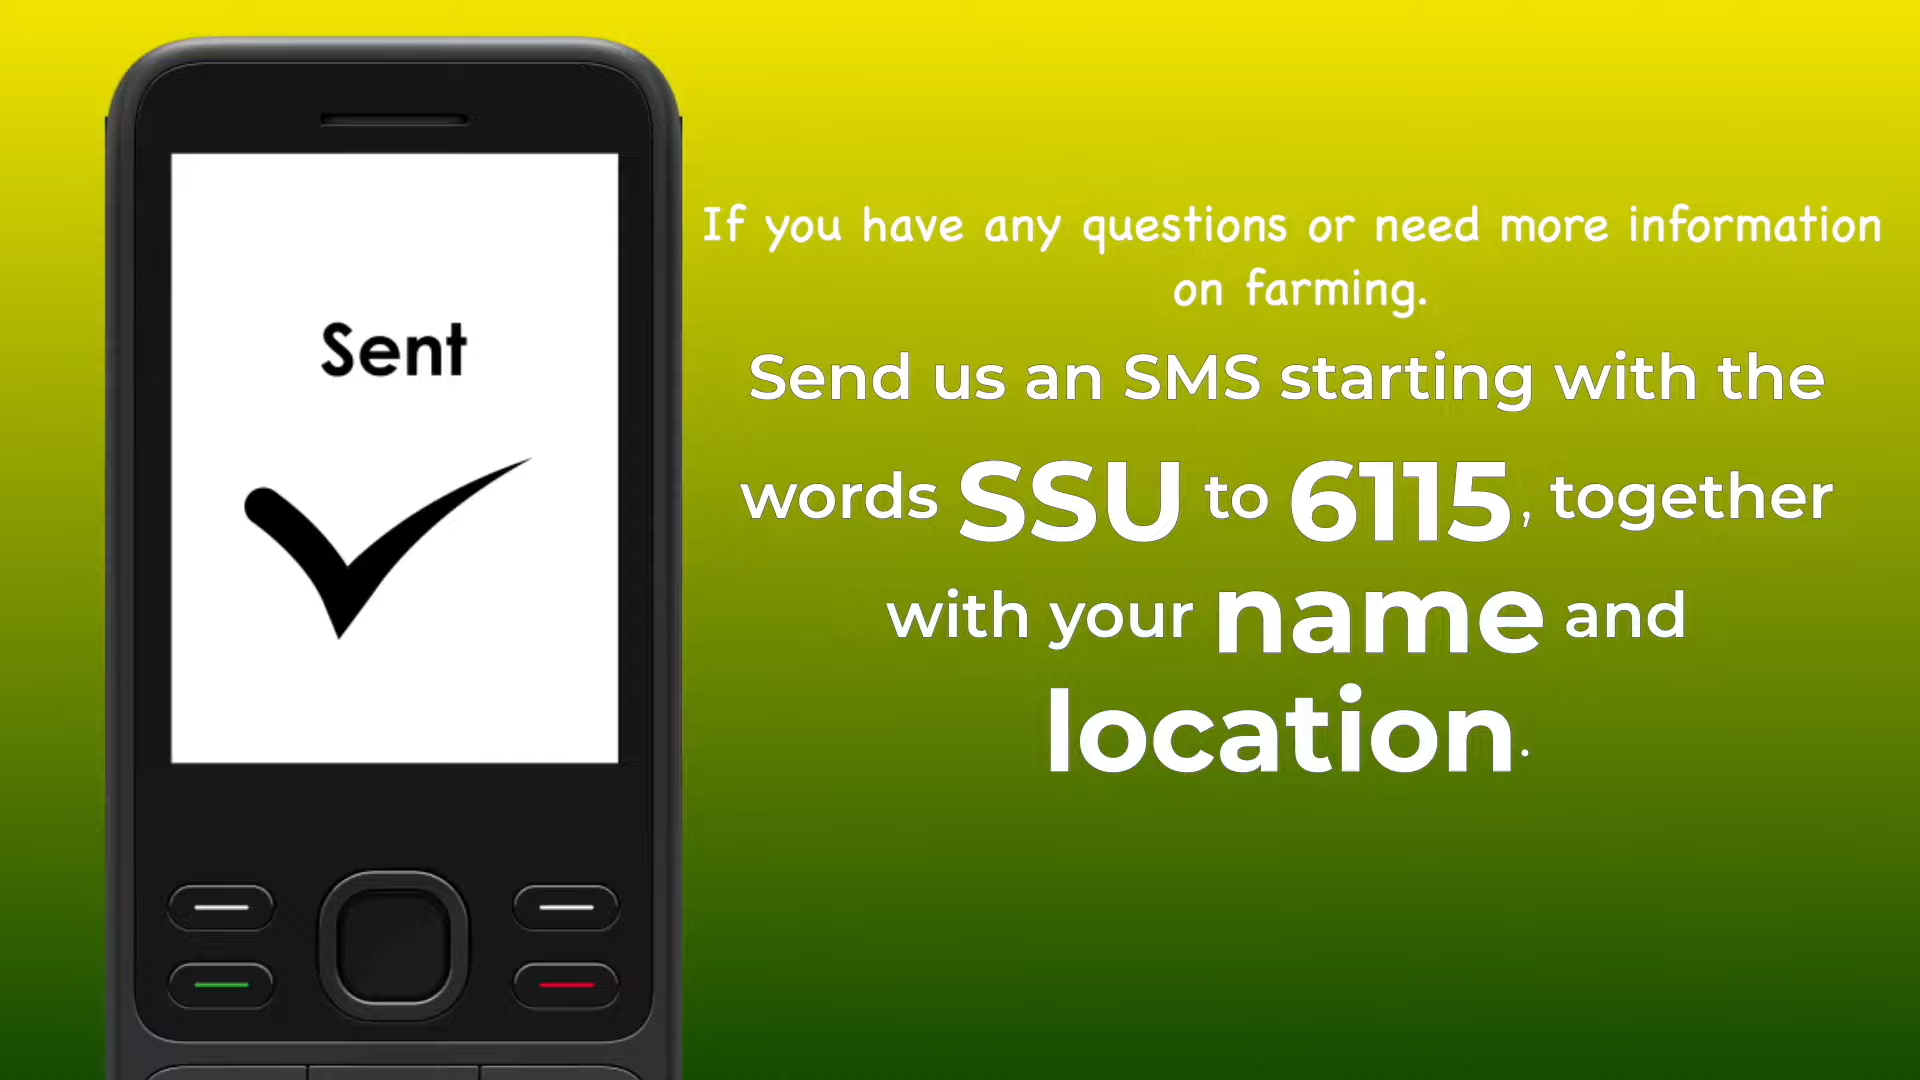 Sent
If you have any questions or need more information
on farming.
Send us an SMS starting with the
words SSU to 6115, together
with your name and
location.